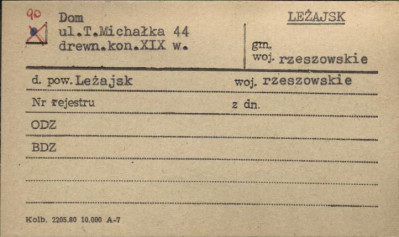 90
Dom
ul.T.Michałka 44
drewn.kon.XIX w.
LEŻAJSK
gm.
woj. rzeszowskie
d. pow. Leżajsk woj. rzeszowskie
Nr rejestru z dn.
ODZ
BDZ
Kolb. 2205.80 10.000 A-7